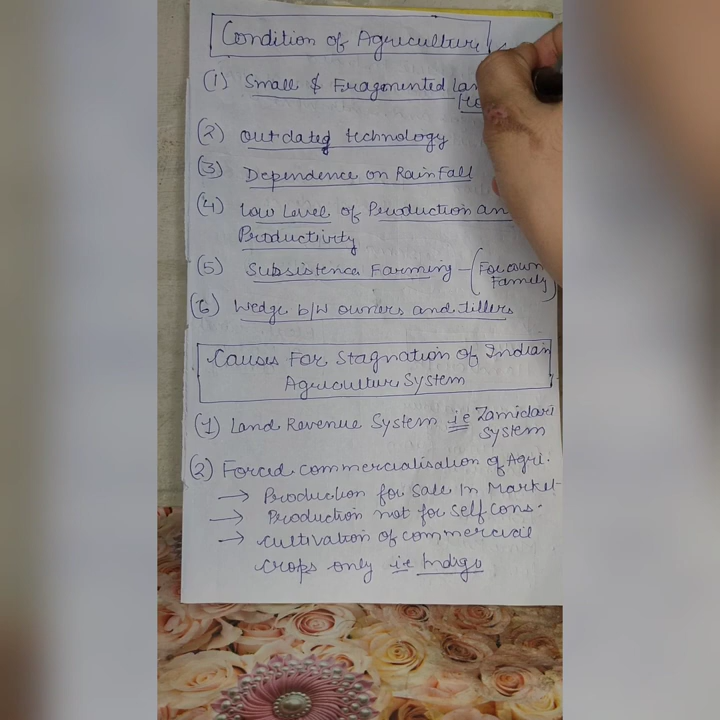 Condition of Agriculture
(1) Small & Fragmented
(2) Outdated technology
(3) Dependence on RainFall
(4) Low Level of Production an
Productivity
(5) Subsistence Farming - (For own
Family)
(6) Wedge b/w owners and tillers
Causes For Stagnation of Indian
Agriculture System
(1) Land Revenue System i.e Zamidari
System
(2) Forced commercialisation of Agri.
→ Production for Sale In Market
→ Production not for Self Cons.
→ Cultivation of commercial
crops only i.e Indigo